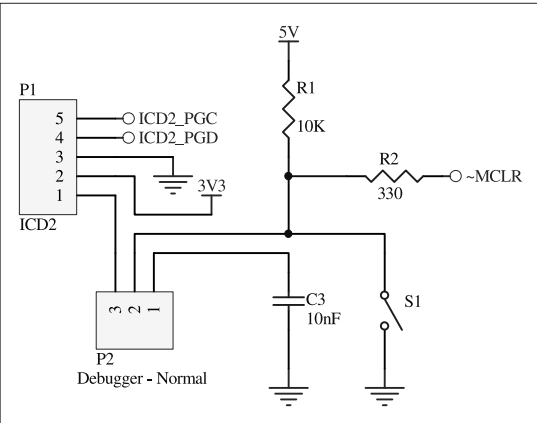 5V
P1
R1
10K
5
ICD2_PGC
4
ICD2_PGD
3
2
3V3
1
ICD2
R2
330
~MCLR
3
2
1
C3
10nF
S1
P2
Debugger - Normal